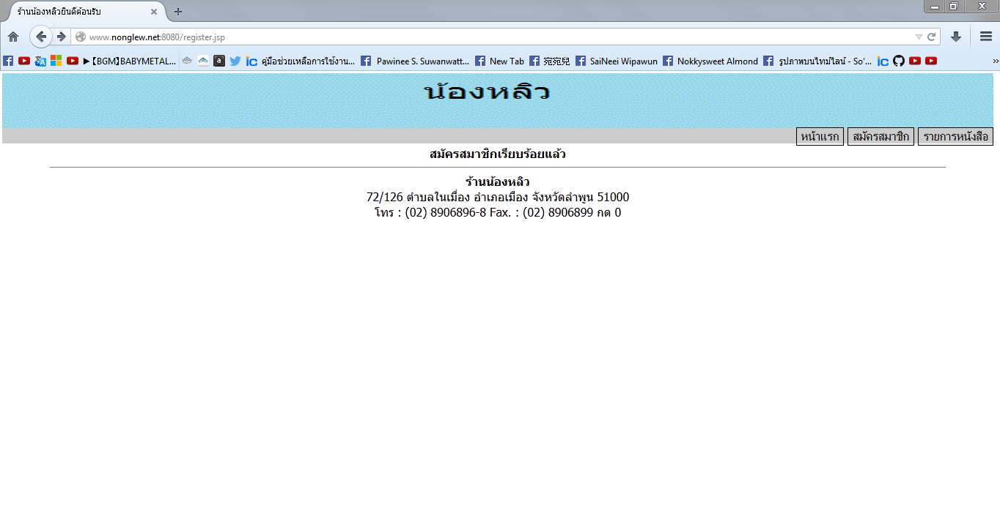 ร้านน้องหลิวยินดีต้อนรับ
www.nonglew.net:8080/register.jsp
►【BGM】BABYMETAL... ic คู่มือช่วยเหลือการใช้งาน... Pawinee S. Suwanwatt... New Tab 宛宛兒 SaiNeei Wipawun Nokkysweet Almond รูปภาพบนไทม์ไลน์ - So'... ic
น้องหลิว
หน้าแรก สมัครสมาชิก รายการหนังสือ
สมัครสมาชิกเรียบร้อยแล้ว
ร้านน้องหลิว
72/126 ตำบลในเมือง อำเภอเมือง จังหวัดลำพูน 51000
โทร : (02) 8906896-8 Fax. : (02) 8906899 กด 0